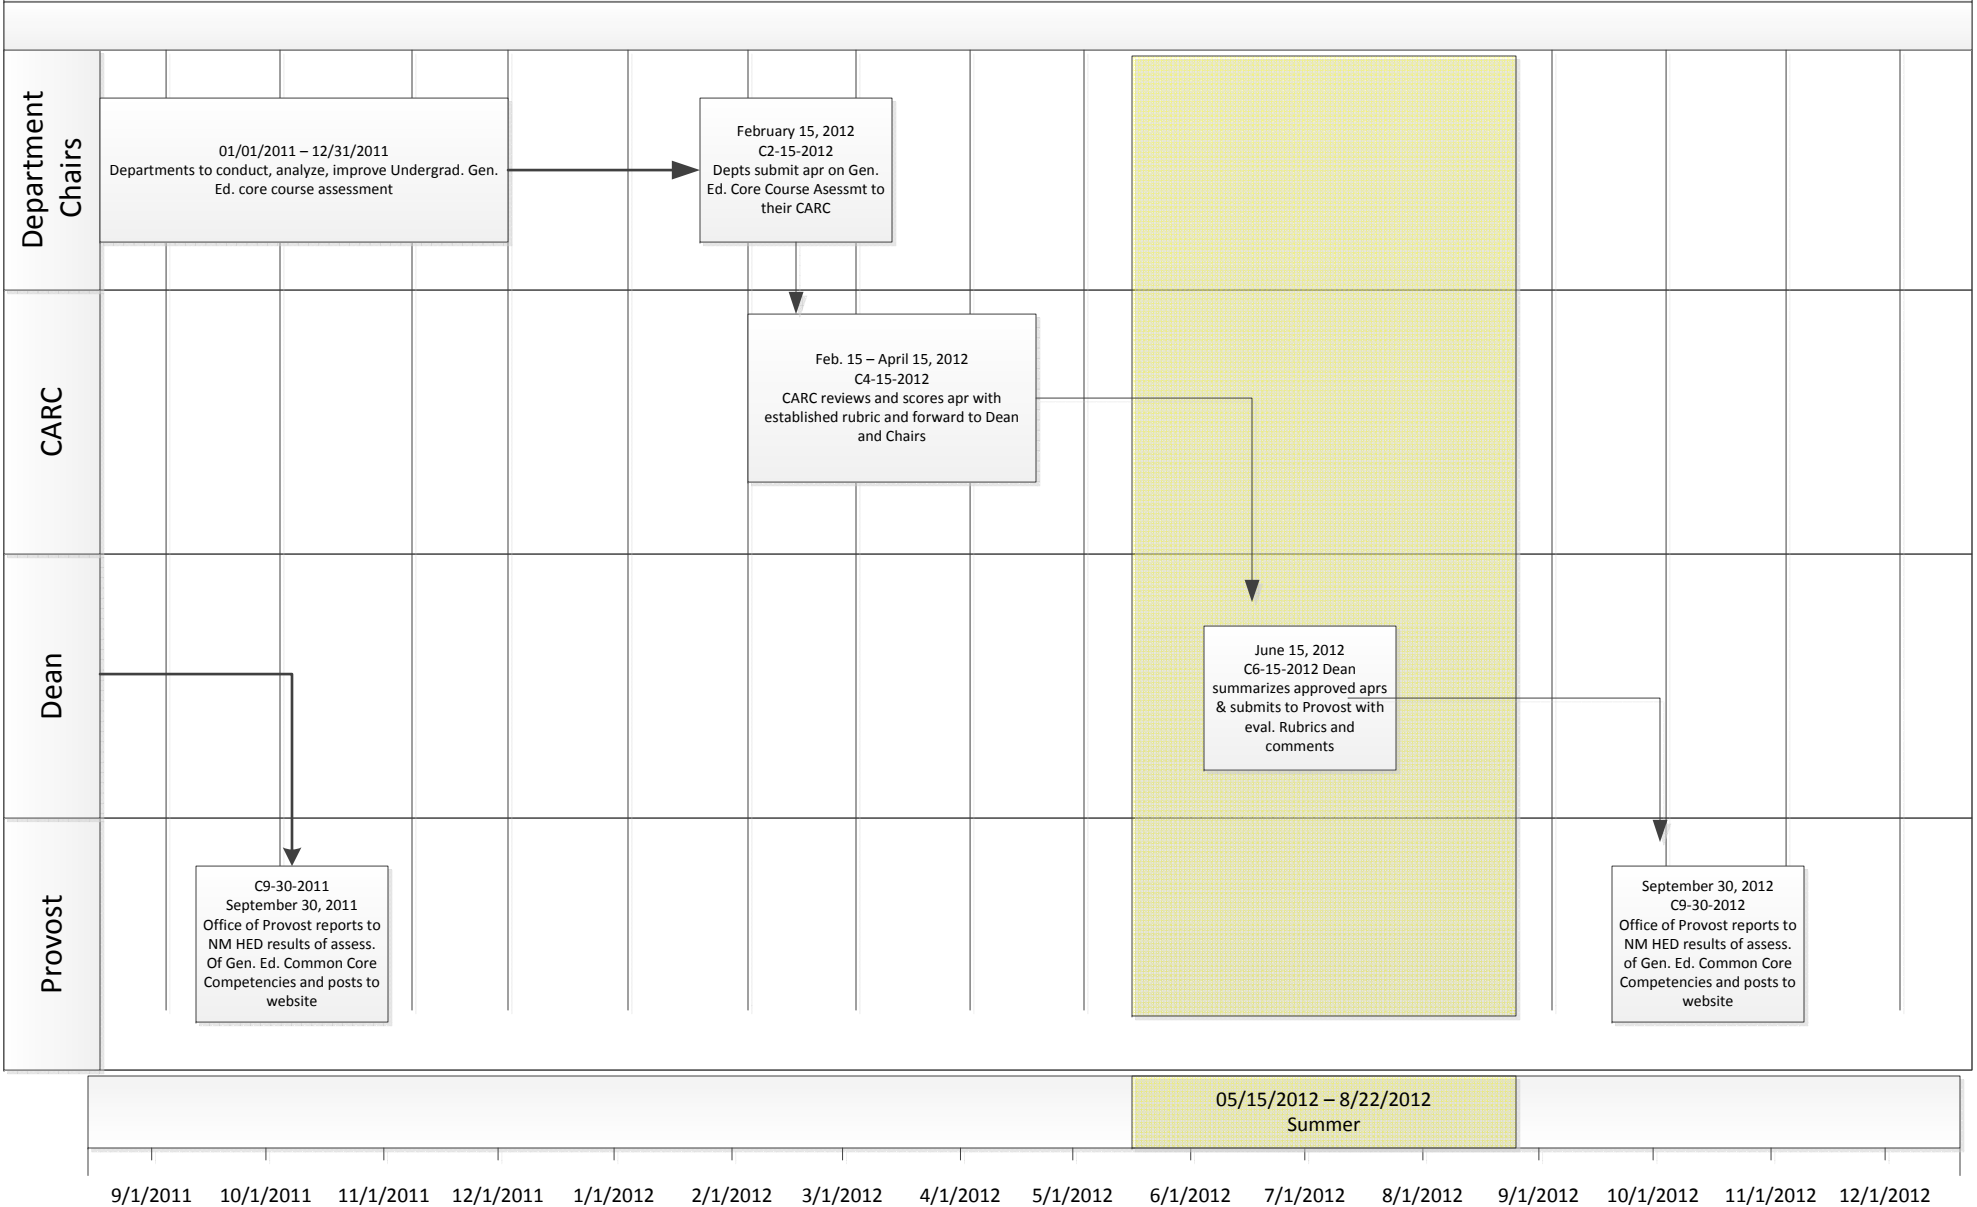 Department
Chairs
01/01/2011 – 12/31/2011
Departments to conduct, analyze, improve Undergrad. Gen.
Ed. core course assessment
February 15, 2012
C2-15-2012
Depts submit apr on Gen.
Ed. Core Course Asessmt to
their CARC
CARC
Feb. 15 – April 15, 2012
C4-15-2012
CARC reviews and scores apr with
established rubric and forward to Dean
and Chairs
Dean
June 15, 2012
C6-15-2012 Dean
summarizes approved aprs
& submits to Provost with
eval. Rubrics and
comments
Provost
C9-30-2011
September 30, 2011
Office of Provost reports to
NM HED results of assess.
Of Gen. Ed. Common Core
Competencies and posts to
website
September 30, 2012
C9-30-2012
Office of Provost reports to
NM HED results of assess.
of Gen. Ed. Common Core
Competencies and posts to
website
05/15/2012 – 8/22/2012
Summer
9/1/2011 10/1/2011 11/1/2011 12/1/2011 1/1/2012 2/1/2012 3/1/2012 4/1/2012 5/1/2012 6/1/2012 7/1/2012 8/1/2012 9/1/2012 10/1/2012 11/1/2012 12/1/2012